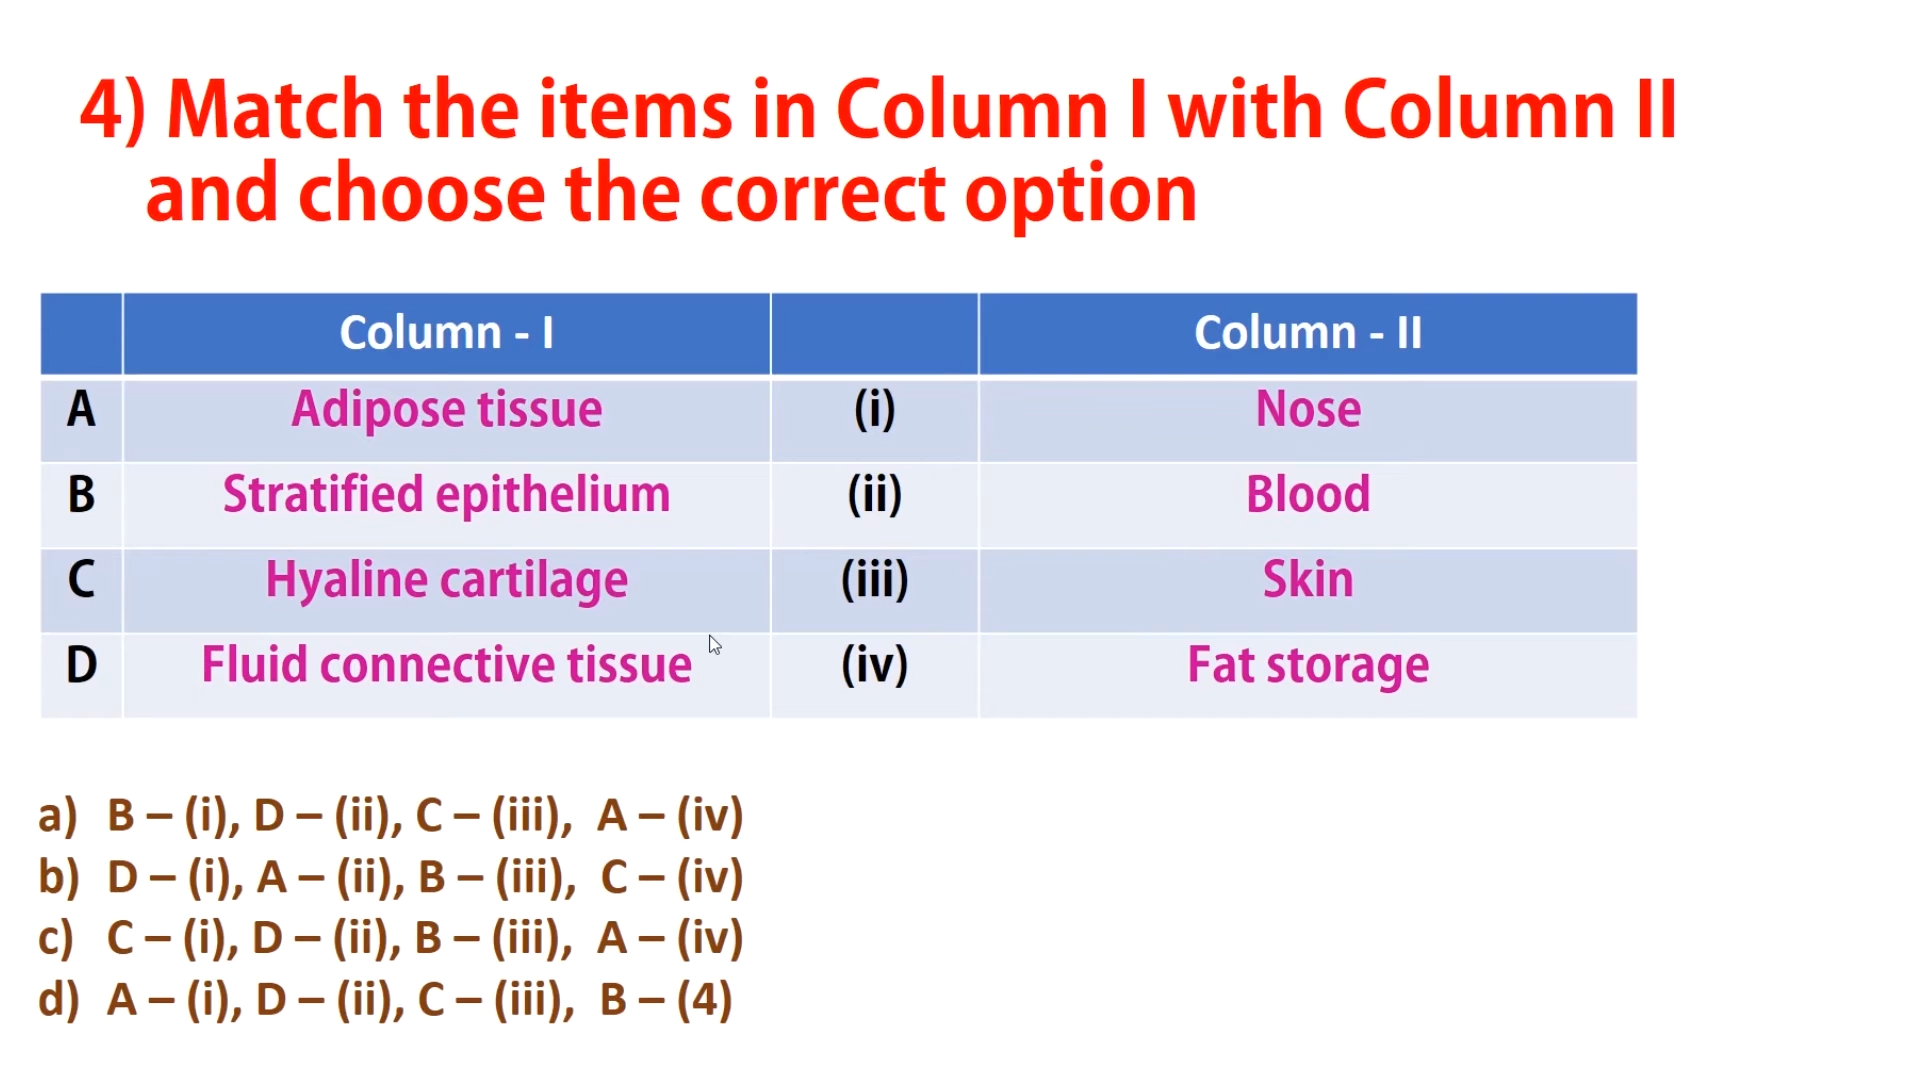 4) Match the items in Column I with Column II
and choose the correct option
Column - I Column - II
A Adipose tissue (i) Nose
B Stratified epithelium (ii) Blood
C Hyaline cartilage (iii) Skin
D Fluid connective tissue (iv) Fat storage
a) B – (i), D – (ii), C – (iii), A – (iv)
b) D – (i), A – (ii), B – (iii), C – (iv)
c) C – (i), D – (ii), B – (iii), A – (iv)
d) A – (i), D – (ii), C – (iii), B – (4)